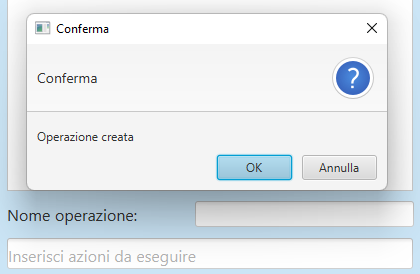 Conferma
Conferma
?
Operazione creata
OK
Annulla
Nome operazione:
Inserisci azioni da eseguire